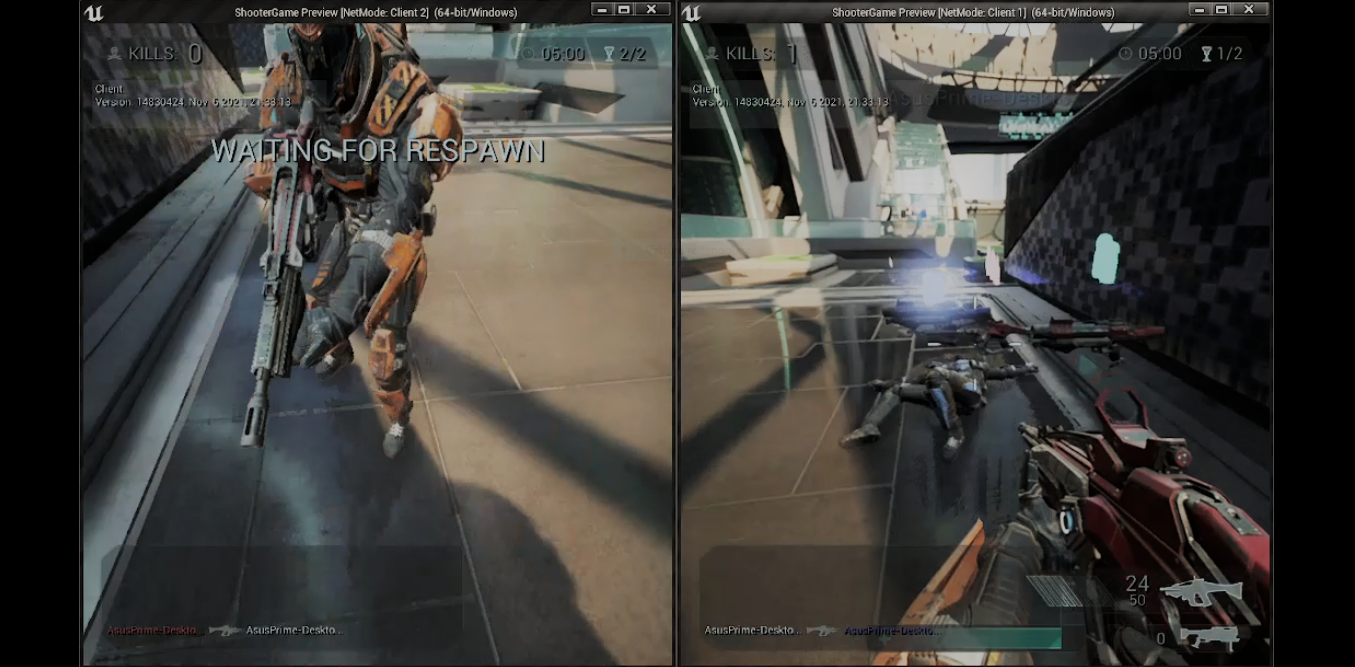 ShooterGame Preview [NetMode: Client 2] (64-bit/Windows)
KILLS: 0
05:00
2/2
Client
Version: 14830424, Nov 6 2021, 21:33:13
WAITING FOR RESPAWN
AsusPrime-Deskto...
AsusPrime-Deskto...
ShooterGame Preview [NetMode: Client 1] (64-bit/Windows)
KILLS: 1
05:00
1/2
Client
Version: 14830424, Nov 6 2021, 21:33:13
AsusPrime-Deskto...
AsusPrime-Deskto...
24
50
0